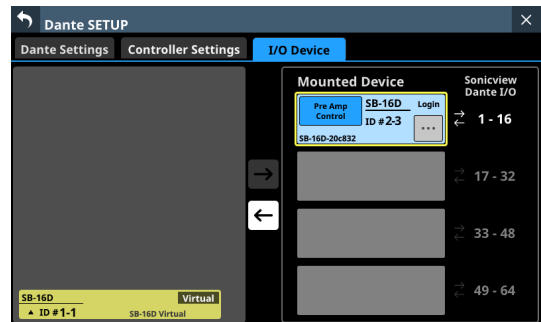 Dante SETUP
Dante Settings Controller Settings I/O Device
Mounted Device
Sonicview
Dante I/O
Pre Amp
Control
SB-16D Login
ID # 2-3
...
SB-16D-20c832
1 - 16
17 - 32
33 - 48
49 - 64
SB-16D Virtual
ID # 1-1 SB-16D Virtual